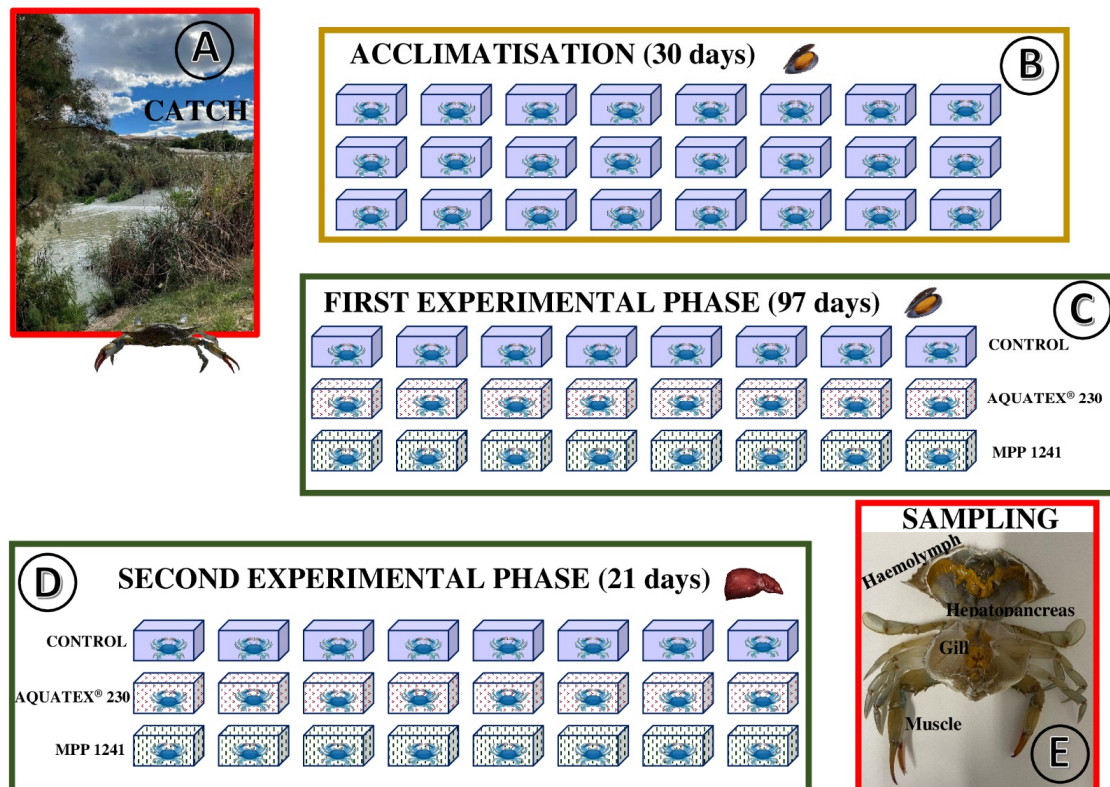 A
CATCH
ACCLIMATISATION (30 days)
B
FIRST EXPERIMENTAL PHASE (97 days)
C
CONTROL
AQUATEX® 230
MPP 1241
D
SECOND EXPERIMENTAL PHASE (21 days)
CONTROL
AQUATEX® 230
MPP 1241
SAMPLING
Haemolymph
Hepatopancreas
Gill
Muscle
E